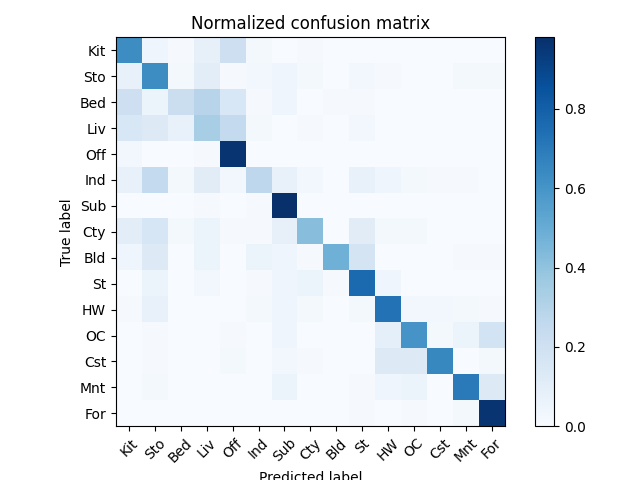 Normalized confusion matrix
Kit
Sto
Bed
Liv
Off
Ind
Sub
Cty
Bld
St
HW
OC
Cst
Mnt
For
True label
Kit Sto Bed Liv Off Ind Sub Cty Bld St HW OC Cst Mnt For
Predicted label
0.8
0.6
0.4
0.2
0.0